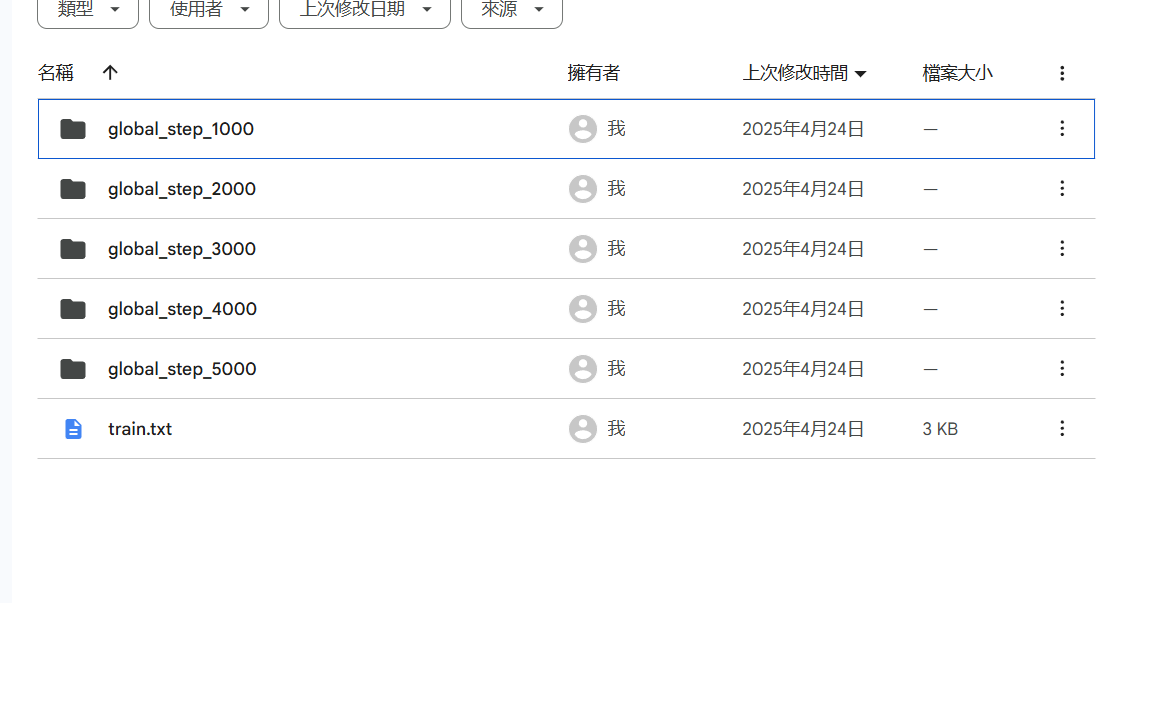 類型 使用者 上次修改日期 來源
名稱 擁有者 上次修改時間 檔案大小
global_step_1000 我 2025年4月24日 —
global_step_2000 我 2025年4月24日 —
global_step_3000 我 2025年4月24日 —
global_step_4000 我 2025年4月24日 —
global_step_5000 我 2025年4月24日 —
train.txt 我 2025年4月24日 3 KB